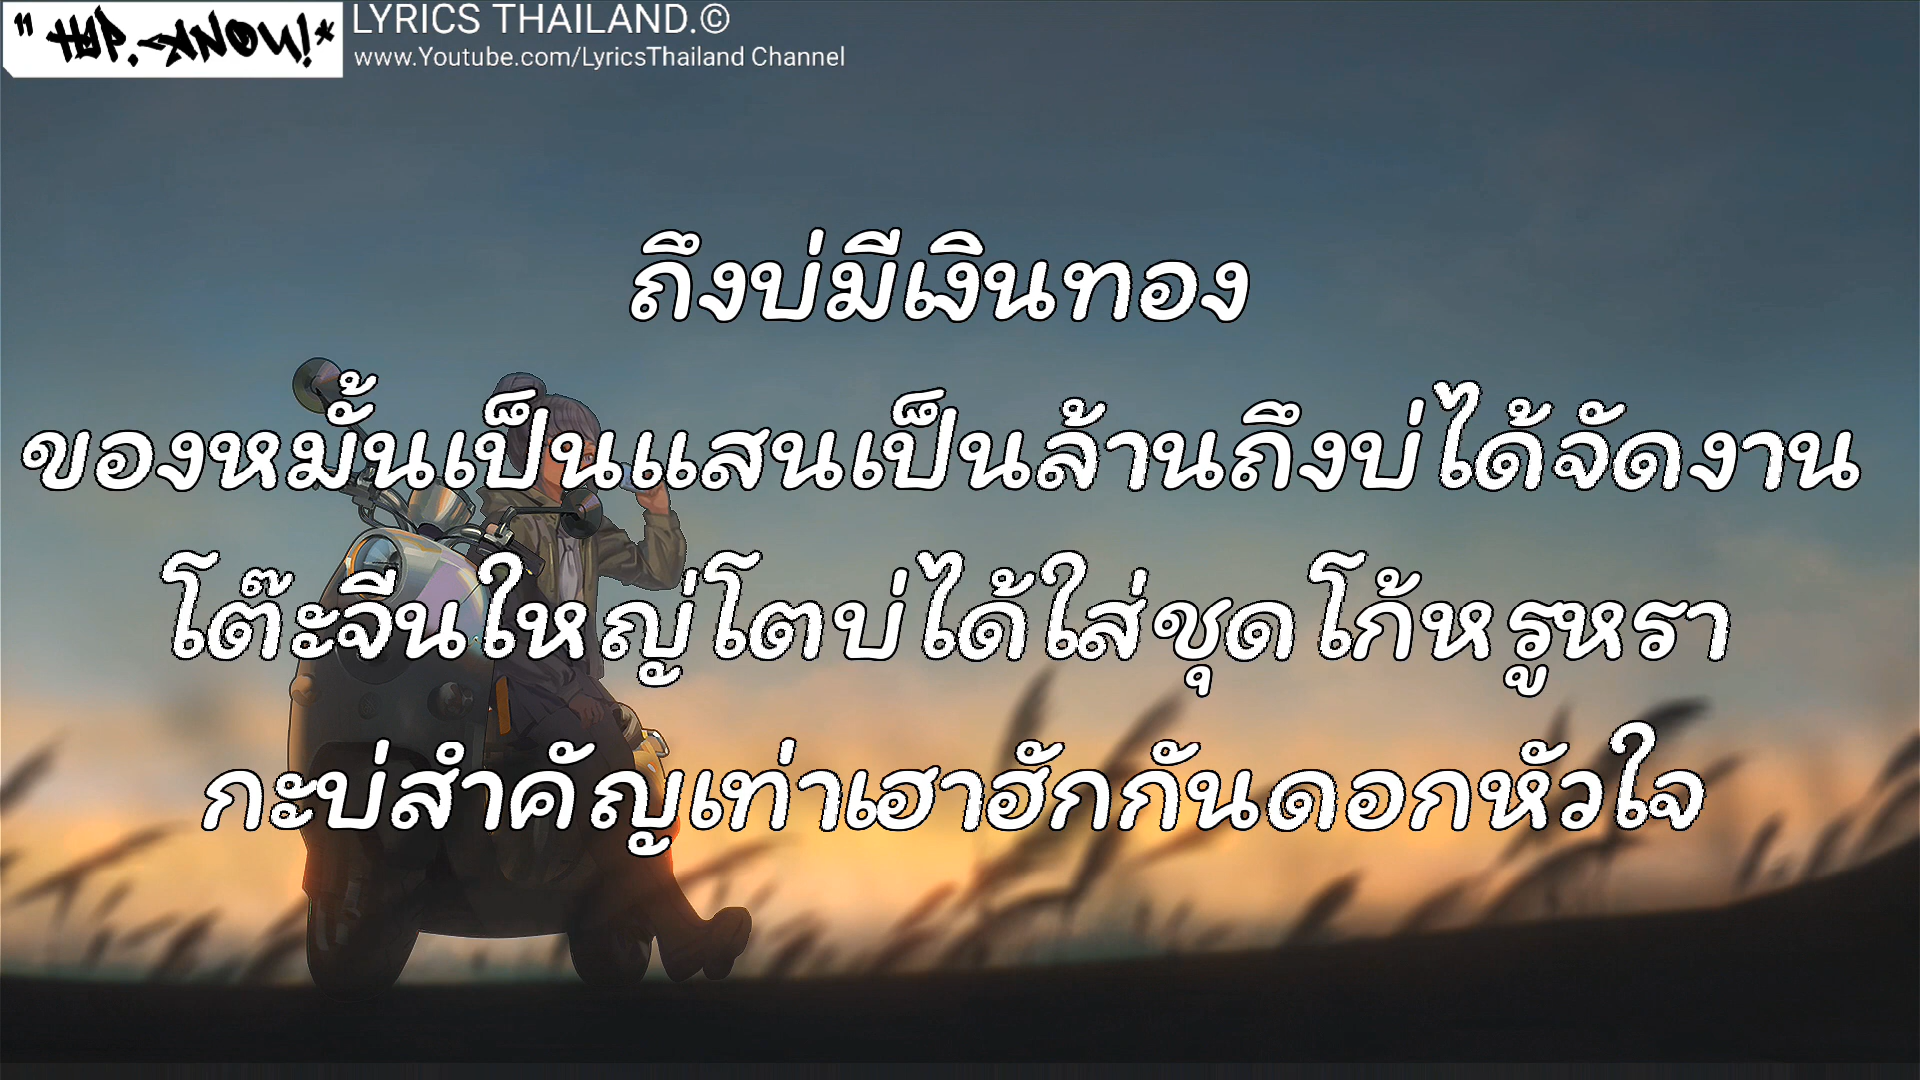 " HAP.-ANOU!*
LYRICS THAILAND.©
www.Youtube.com/LyricsThailand Channel
ถึงบ่มีเงินทอง
ของหมั้นเป็นแสนเป็นล้านถึงบ่ได้จัดงาน
โต๊ะจีนใหญ่โตบ่ได้ใส่ชุดโก้หรูหรา
กะบ่สำคัญเท่าเฮาฮักกันดอกหัวใจ